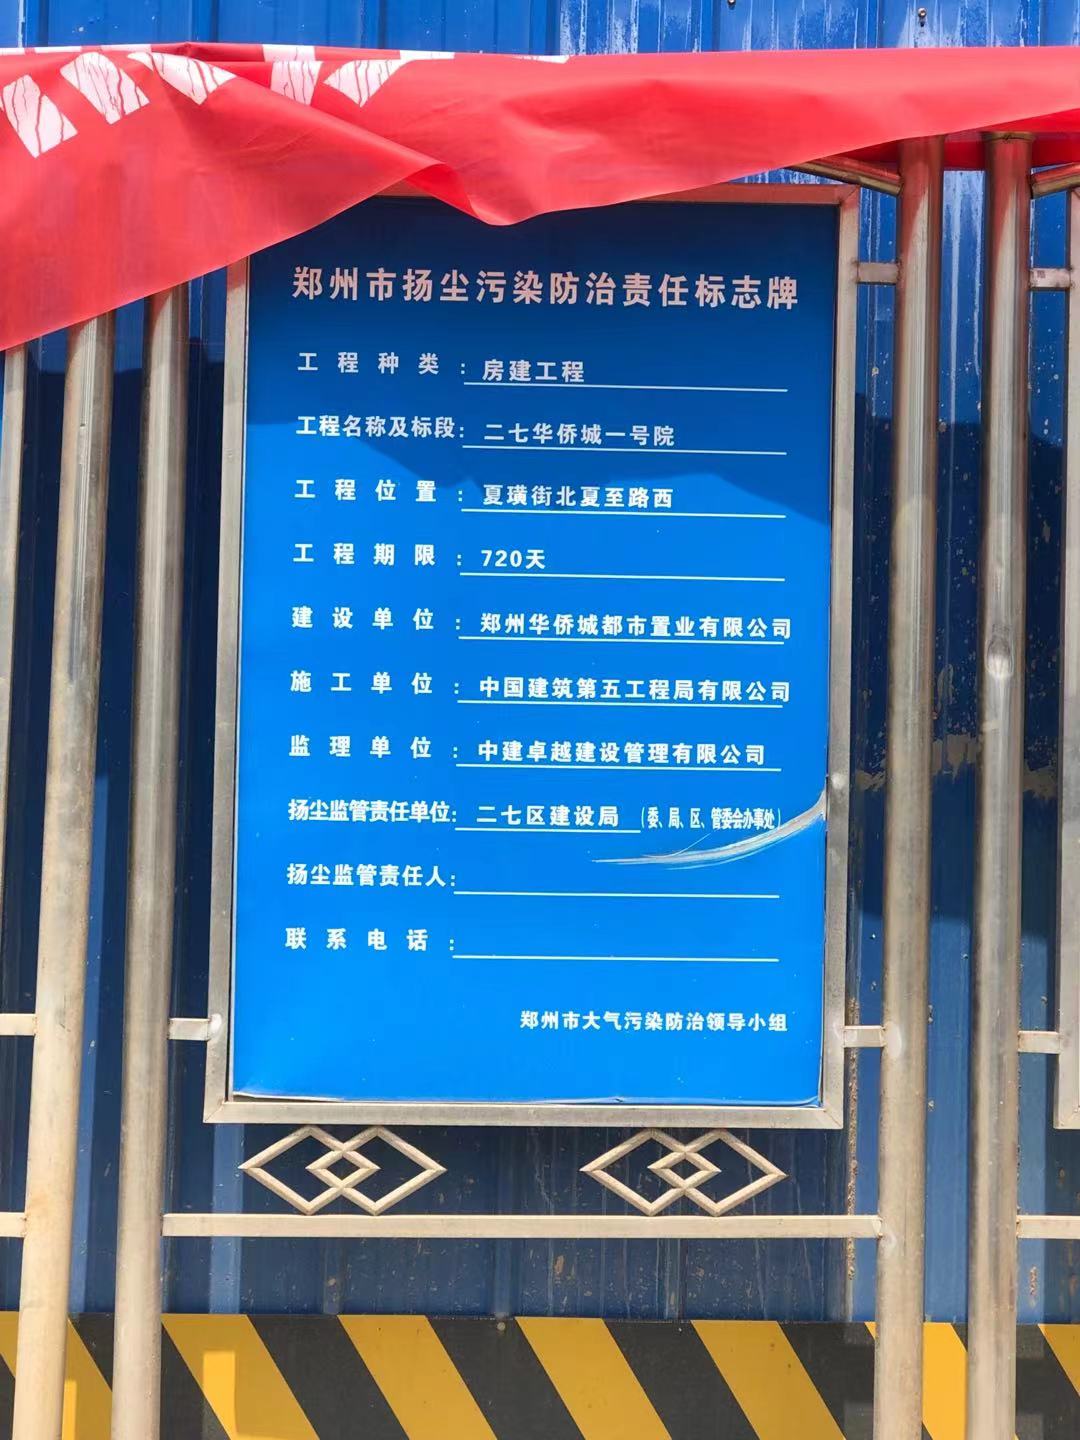 郑州市扬尘污染防治责任标志牌
工程种类：房建工程
工程名称及标段：二七华侨城一号院
工程位置：夏璜街北夏至路西
工程期限：720天
建设单位：郑州华侨城都市置业有限公司
施工单位：中国建筑第五工程局有限公司
监理单位：中建卓越建设管理有限公司
扬尘监管责任单位：二七区建设局（委、局、区、管委会办事处）
扬尘监管责任人：
联系电话：
郑州市大气污染防治领导小组